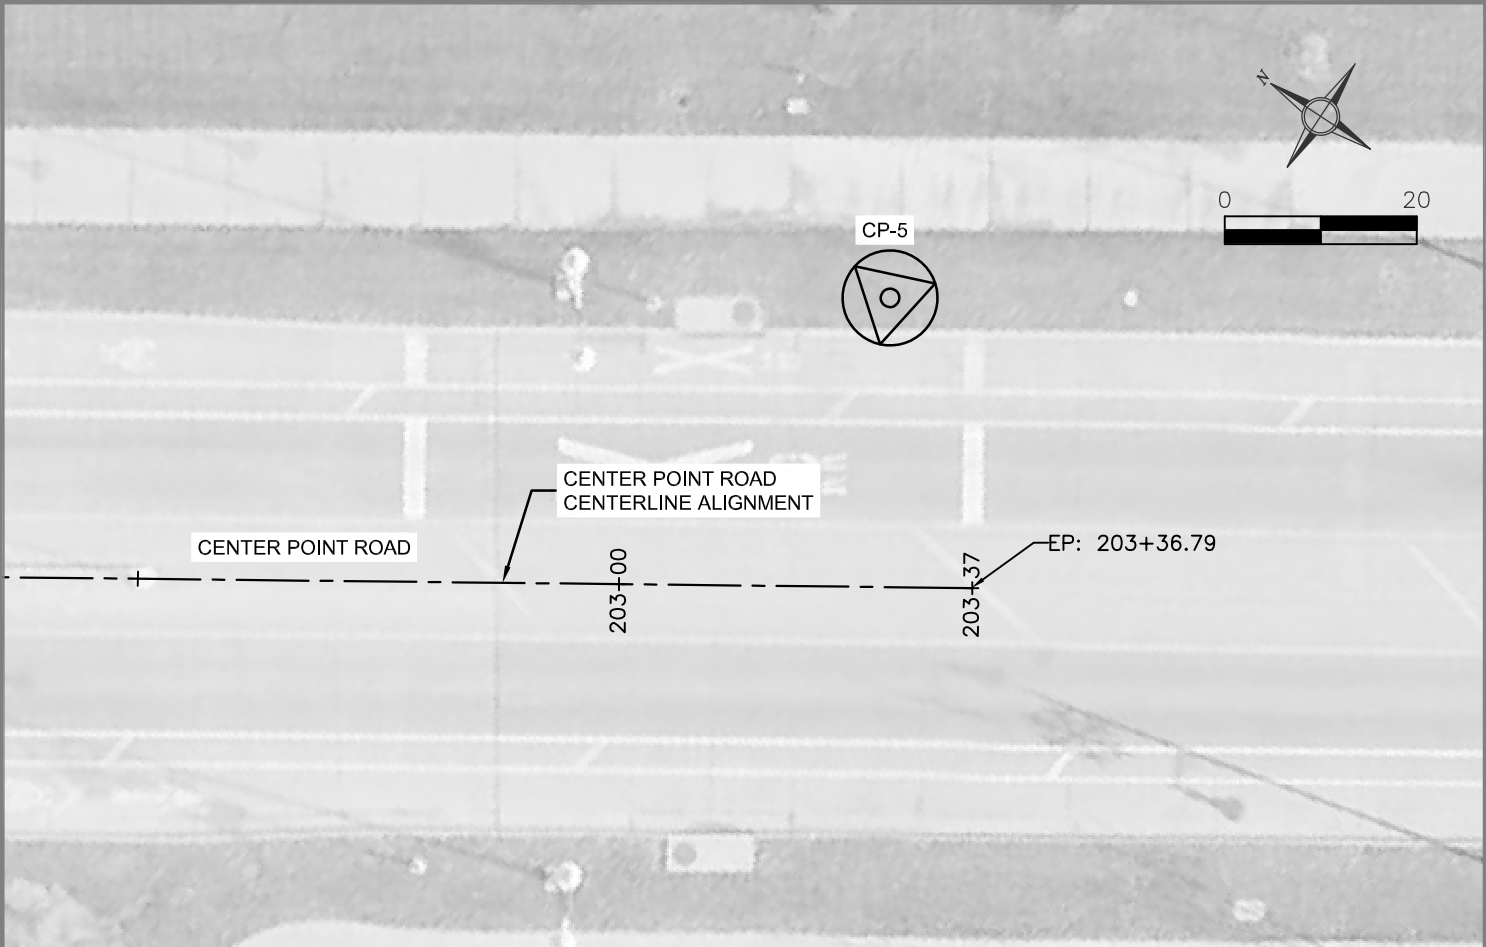 N
0 20
CP-5
CENTER POINT ROAD
CENTERLINE ALIGNMENT
CENTER POINT ROAD
203+00
203+37
EP: 203+36.79